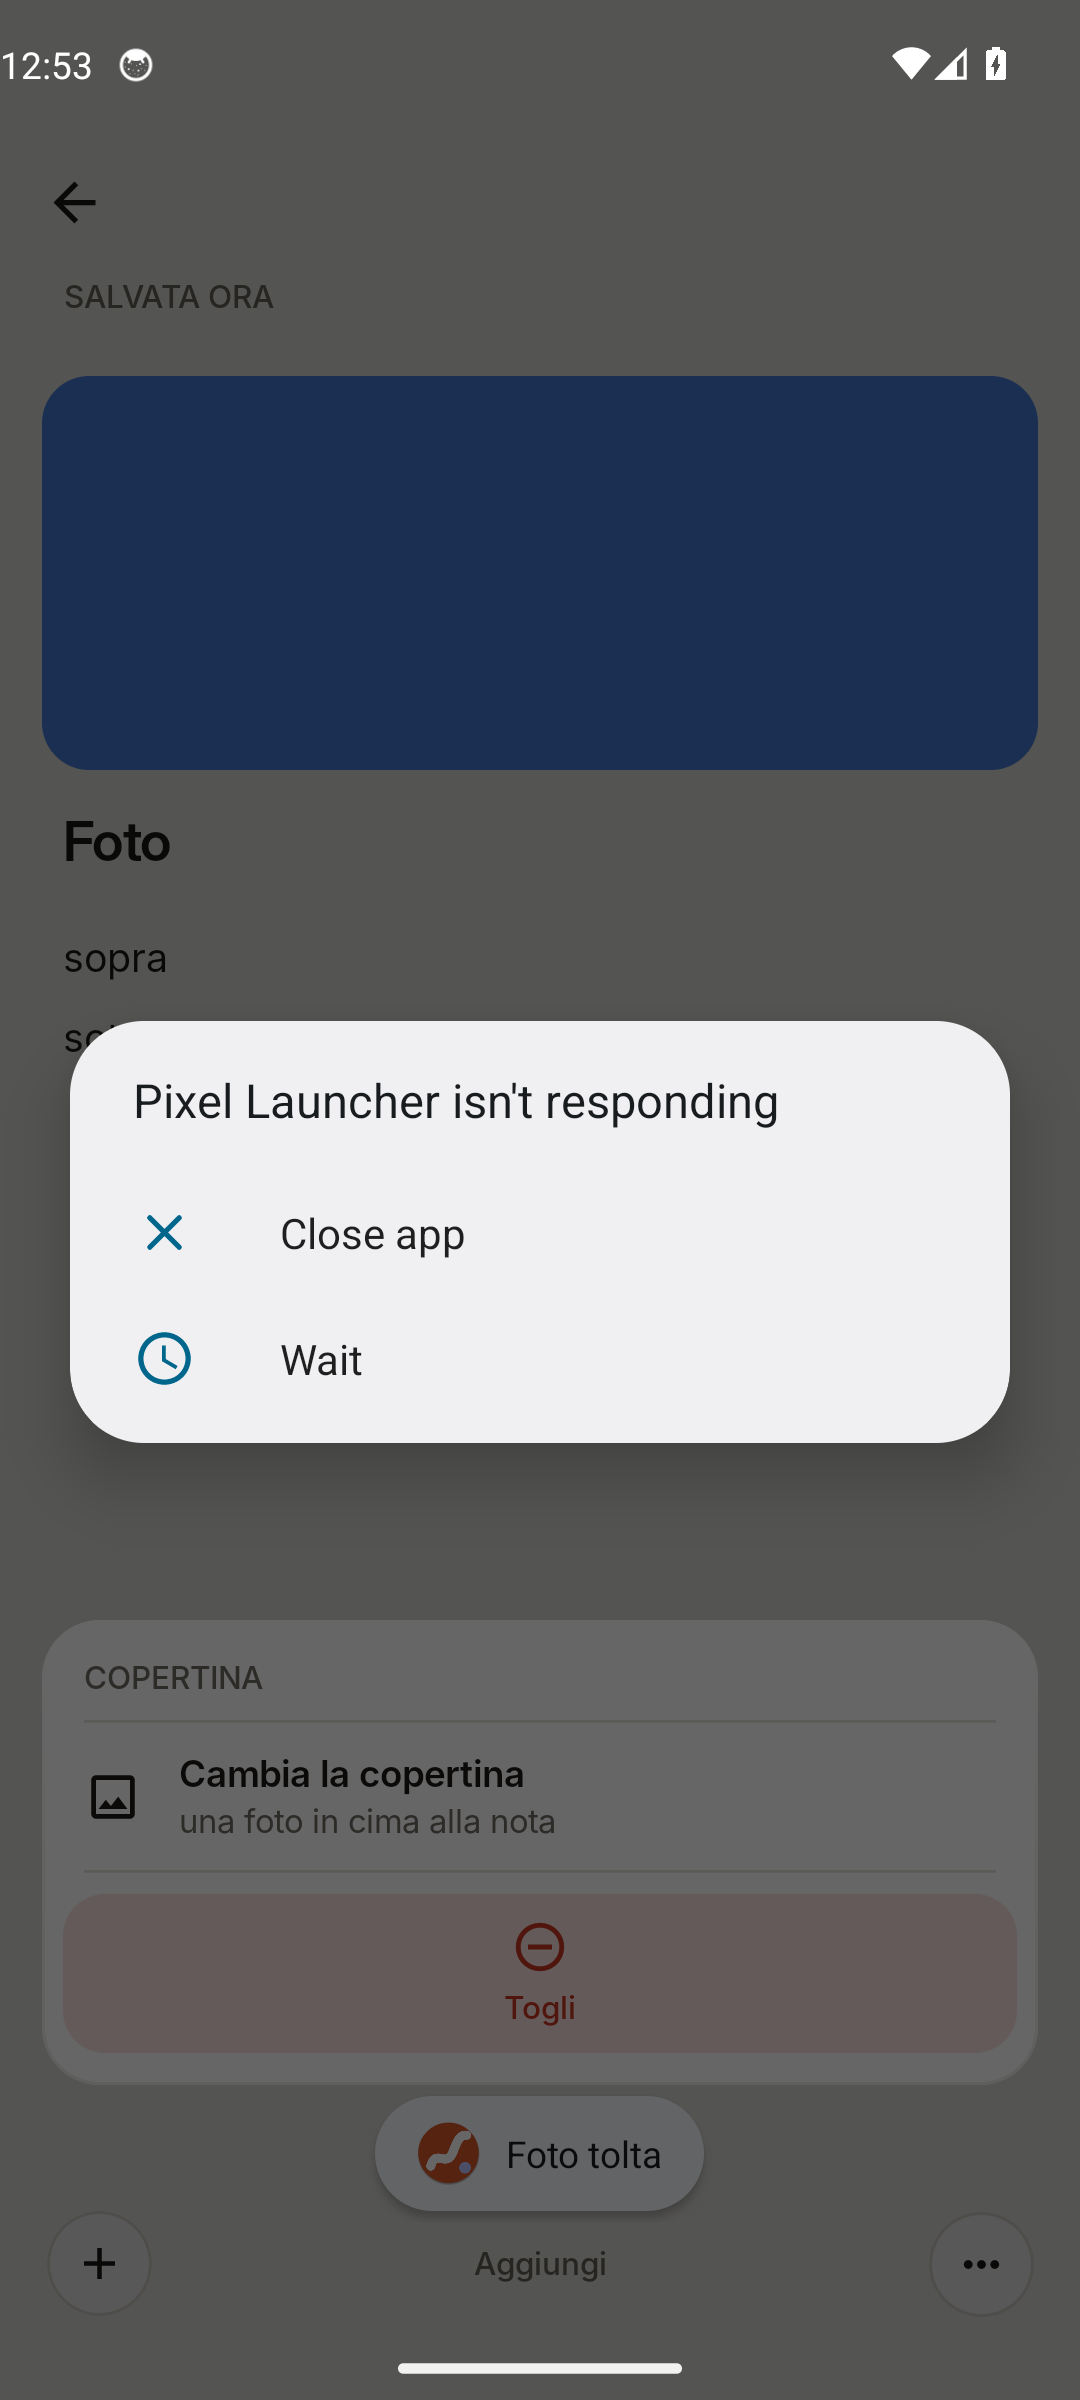 12:53
SALVATA ORA
Foto
sopra
Pixel Launcher isn't responding
Close app
Wait
COPERTINA
Cambia la copertina
una foto in cima alla nota
Togli
Foto tolta
Aggiungi